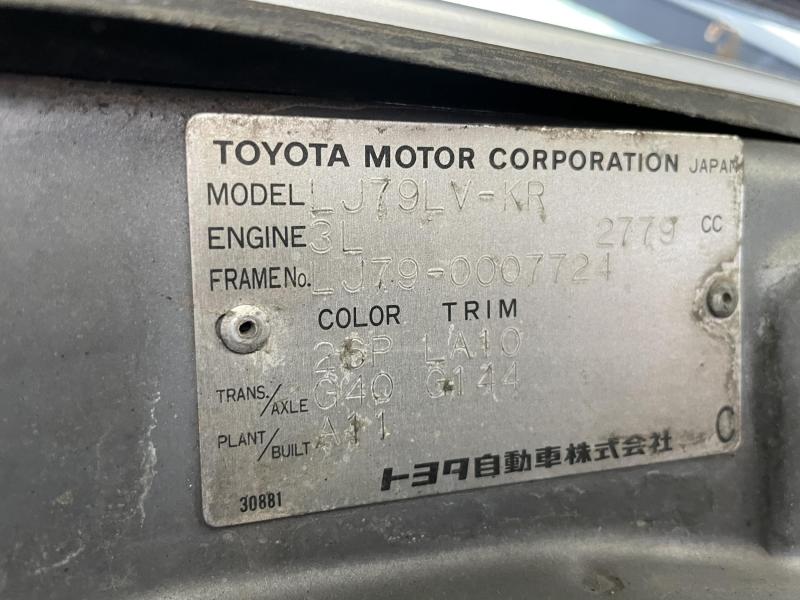 TOYOTA MOTOR CORPORATION JAPAN
MODEL LJ79LV-KR
ENGINE 3L 2779 CC
FRAME No. LJ79-0007724
COLOR TRIM
26P LA10
TRANS./AXLE G40 G144
PLANT/BUILT A11
トヨタ自動車株式会社 C
30881